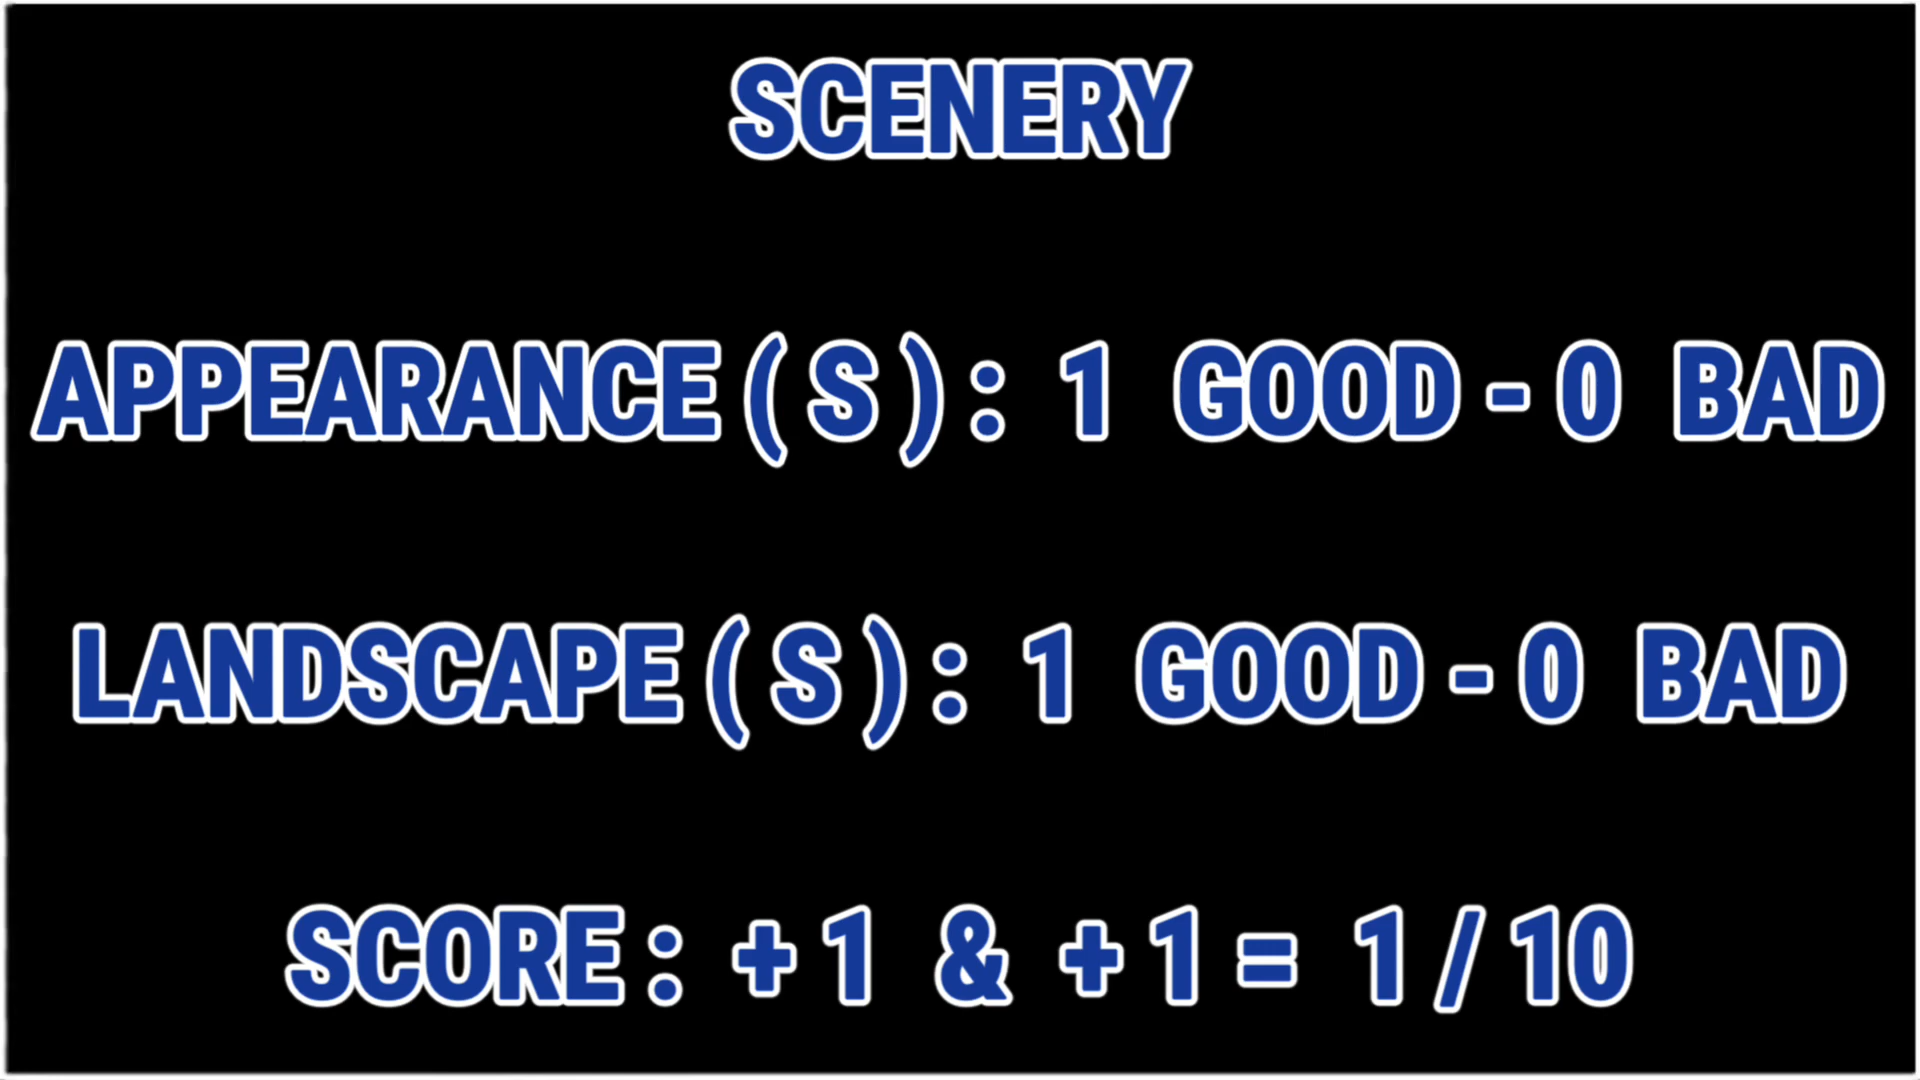 SCENERY
APPEARANCE ( S ) : 1 GOOD - 0 BAD
LANDSCAPE ( S ) : 1 GOOD - 0 BAD
SCORE : + 1 & + 1 = 1 / 10